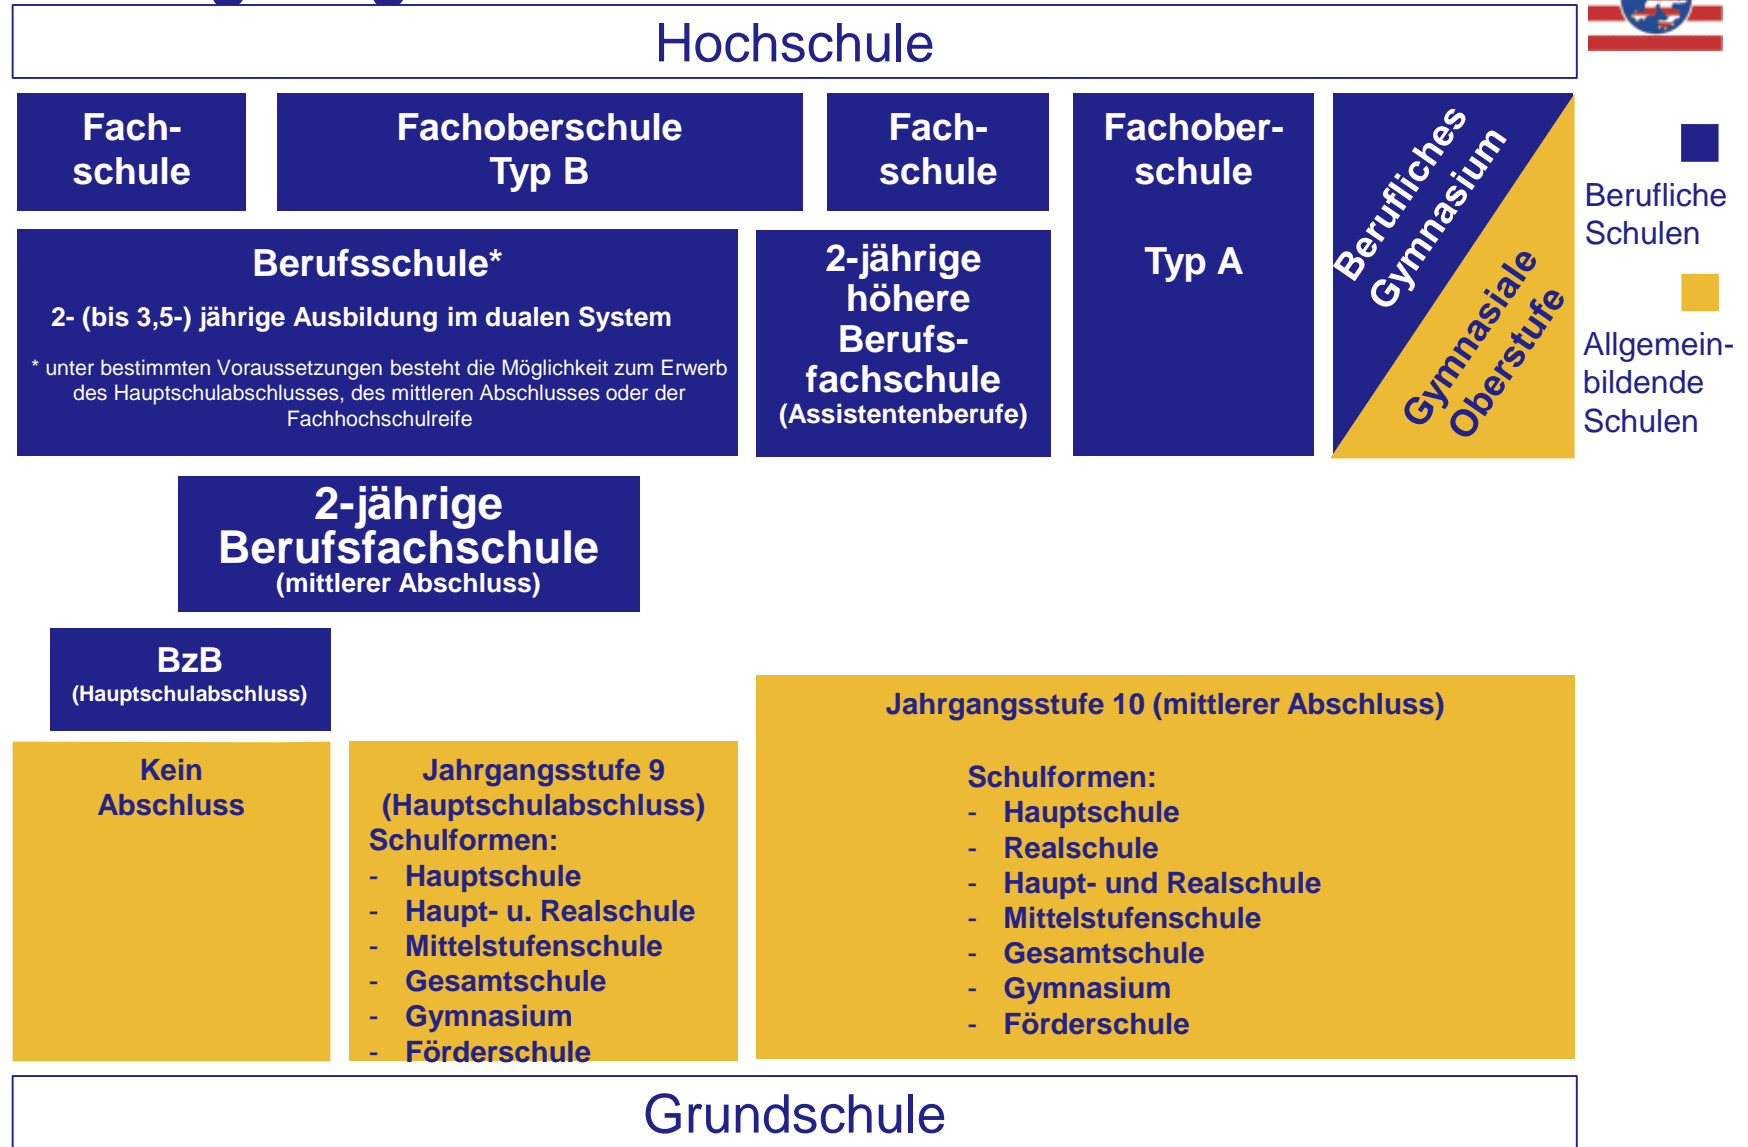 Hochschule
Fach-
schule
Fachoberschule
Typ B
Fach-
schule
Fachober-
schule
Typ A
Berufliches
Gymnasium
Gymnasiale
Oberstufe
Berufliche
Schulen
Allgemein-
bildende
Schulen
Berufsschule*
2- (bis 3,5-) jährige Ausbildung im dualen System
* unter bestimmten Voraussetzungen besteht die Möglichkeit zum Erwerb
des Hauptschulabschlusses, des mittleren Abschlusses oder der
Fachhochschulreife
2-jährige
höhere
Berufs-
fachschule
(Assistentenberufe)
2-jährige
Berufsfachschule
(mittlerer Abschluss)
BzB
(Hauptschulabschluss)
Kein
Abschluss
Jahrgangsstufe 9
(Hauptschulabschluss)
Schulformen:
- Hauptschule
- Haupt- u. Realschule
- Mittelstufenschule
- Gesamtschule
- Gymnasium
- Förderschule
Jahrgangsstufe 10 (mittlerer Abschluss)
Schulformen:
- Hauptschule
- Realschule
- Haupt- und Realschule
- Mittelstufenschule
- Gesamtschule
- Gymnasium
- Förderschule
Grundschule